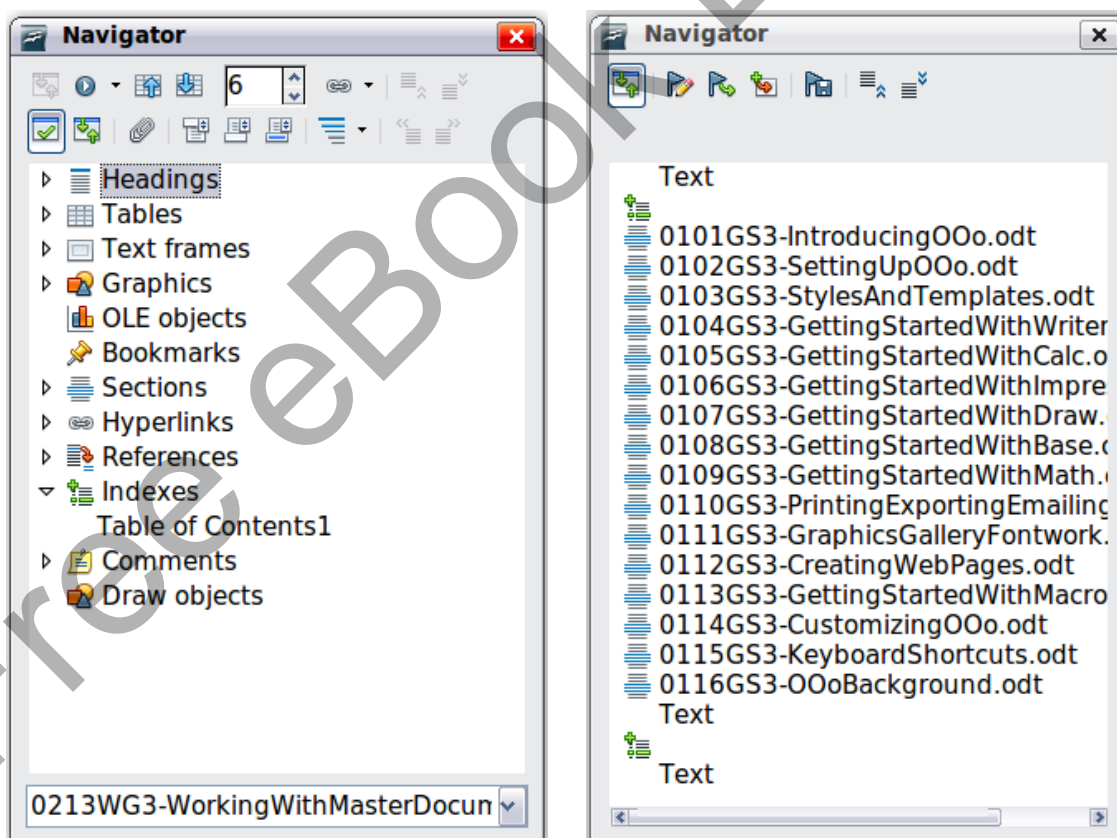 Navigator
6
Headings
Tables
Text frames
Graphics
OLE objects
Bookmarks
Sections
Hyperlinks
References
Indexes
Table of Contents1
Comments
Draw objects
0213WG3-WorkingWithMasterDocum
Navigator
Text
0101GS3-IntroducingOOo.odt
0102GS3-SettingUpOOo.odt
0103GS3-StylesAndTemplates.odt
0104GS3-GettingStartedWithWriter
0105GS3-GettingStartedWithCalc.o
0106GS3-GettingStartedWithImpre
0107GS3-GettingStartedWithDraw.
0108GS3-GettingStartedWithBase.o
0109GS3-GettingStartedWithMath.
0110GS3-PrintingExportingEmailing
0111GS3-GraphicsGalleryFontwork.
0112GS3-CreatingWebPages.odt
0113GS3-GettingStartedWithMacro
0114GS3-CustomizingOOo.odt
0115GS3-KeyboardShortcuts.odt
0116GS3-OOoBackground.odt
Text
Text
Free eBook